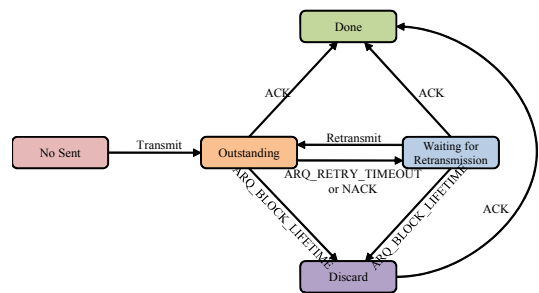 Done
ACK
ACK
No Sent
Transmit
Outstanding
Retransmit
Waiting for
Retransmission
ARQ_RETRY_TIMEOUT
or NACK
ARQ_BLOCK_LIFETIME
ARQ_BLOCK_LIFETIME
ACK
Discard